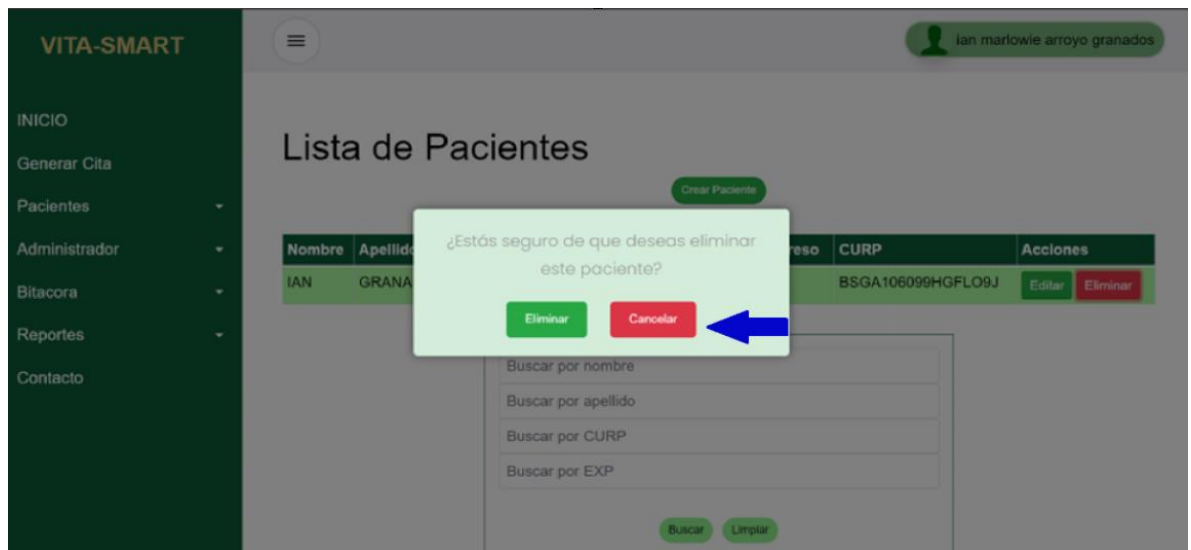 VITA-SMART
ian marlowie arroyo granados
INICIO
Generar Cita
Pacientes
Administrador
Bitacora
Reportes
Contacto
Lista de Pacientes
Crear Paciente
Nombre Apellido reso CURP Acciones
IAN GRANA BSGA106099HGFLO9J Editar Eliminar
¿Estás seguro de que deseas eliminar
este paciente?
Eliminar Cancelar
Buscar por nombre
Buscar por apellido
Buscar por CURP
Buscar por EXP
Buscar Limpiar